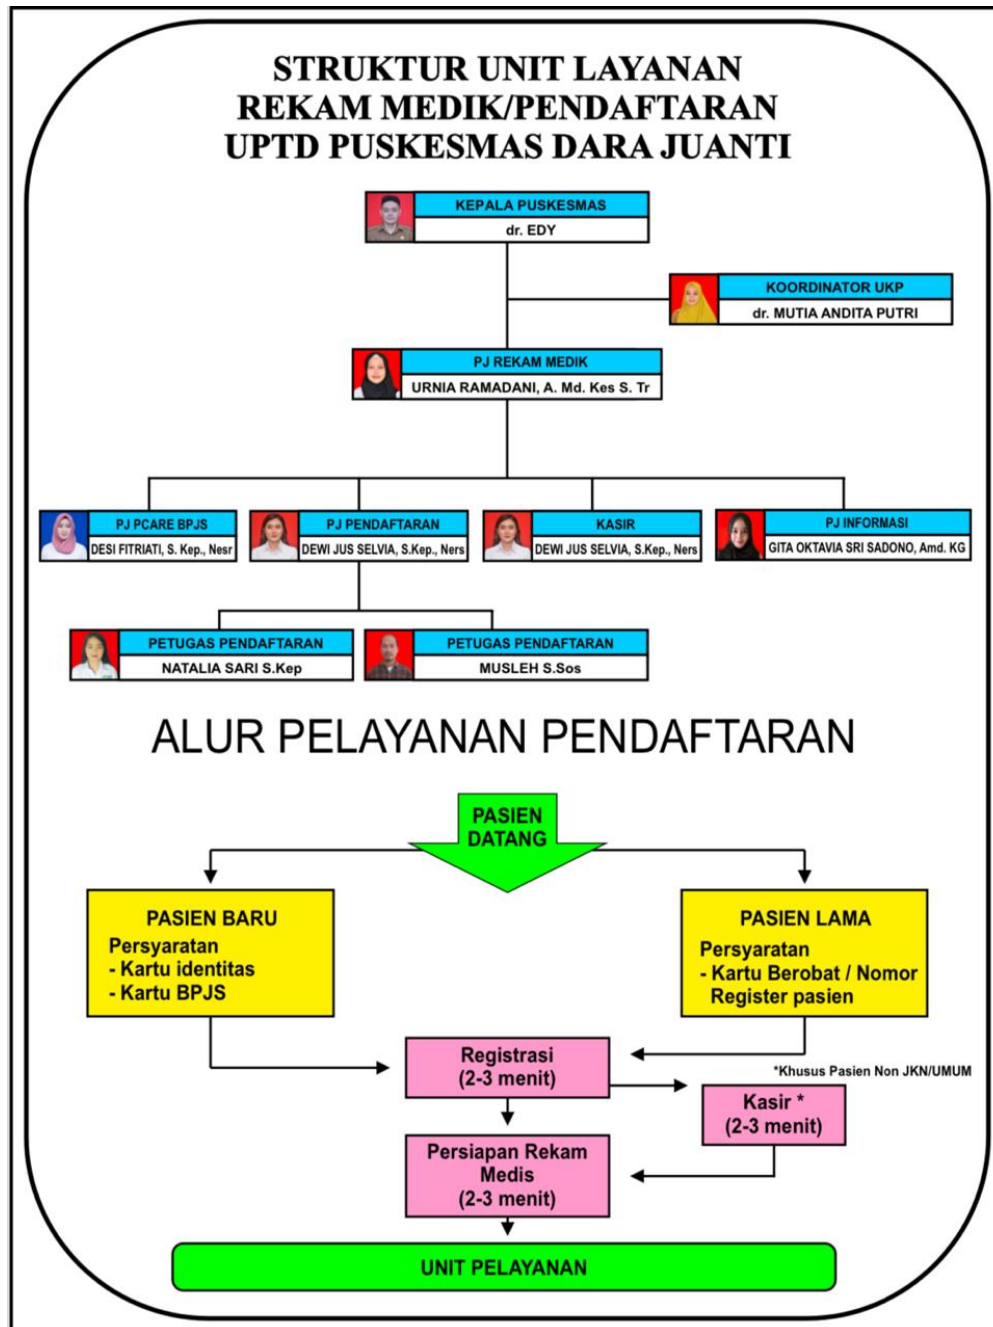 STRUKTUR UNIT LAYANAN
REKAM MEDIK/PENDAFTARAN
UPTD PUSKESMAS DARA JUANTI
KEPALA PUSKESMAS
dr. EDY
KOORDINATOR UKP
dr. MUTIA ANDITA PUTRI
PJ REKAM MEDIK
URNIA RAMADANI, A. Md. Kes S. Tr
PJ PCARE BPJS
DESI FITRIATI, S. Kep., Nesr
PJ PENDAFTARAN
DEWI JUS SELVIA, S.Kep., Ners
KASIR
DEWI JUS SELVIA, S.Kep., Ners
PJ INFORMASI
GITA OKTAVIA SRI SADONO, Amd. KG
PETUGAS PENDAFTARAN
NATALIA SARI S.Kep
PETUGAS PENDAFTARAN
MUSLEH S.Sos
ALUR PELAYANAN PENDAFTARAN
PASIEN
DATANG
PASIEN BARU
Persyaratan
- Kartu identitas
- Kartu BPJS
PASIEN LAMA
Persyaratan
- Kartu Berobat / Nomor
Register pasien
Registrasi
(2-3 menit)
*Khusus Pasien Non JKN/UMUM
Kasir *
(2-3 menit)
Persiapan Rekam
Medis
(2-3 menit)
UNIT PELAYANAN